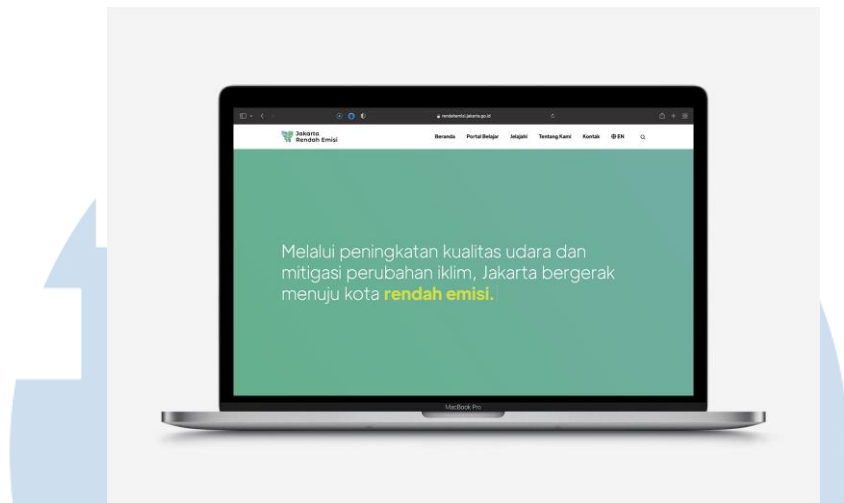 rendahemisi.jakarta.go.id
Jakarta
Rendah Emisi
Beranda Portal Belajar Jelajahi Tentang Kami Kontak EN
Melalui peningkatan kualitas udara dan
mitigasi perubahan iklim, Jakarta bergerak
menuju kota rendah emisi.
MacBook Pro